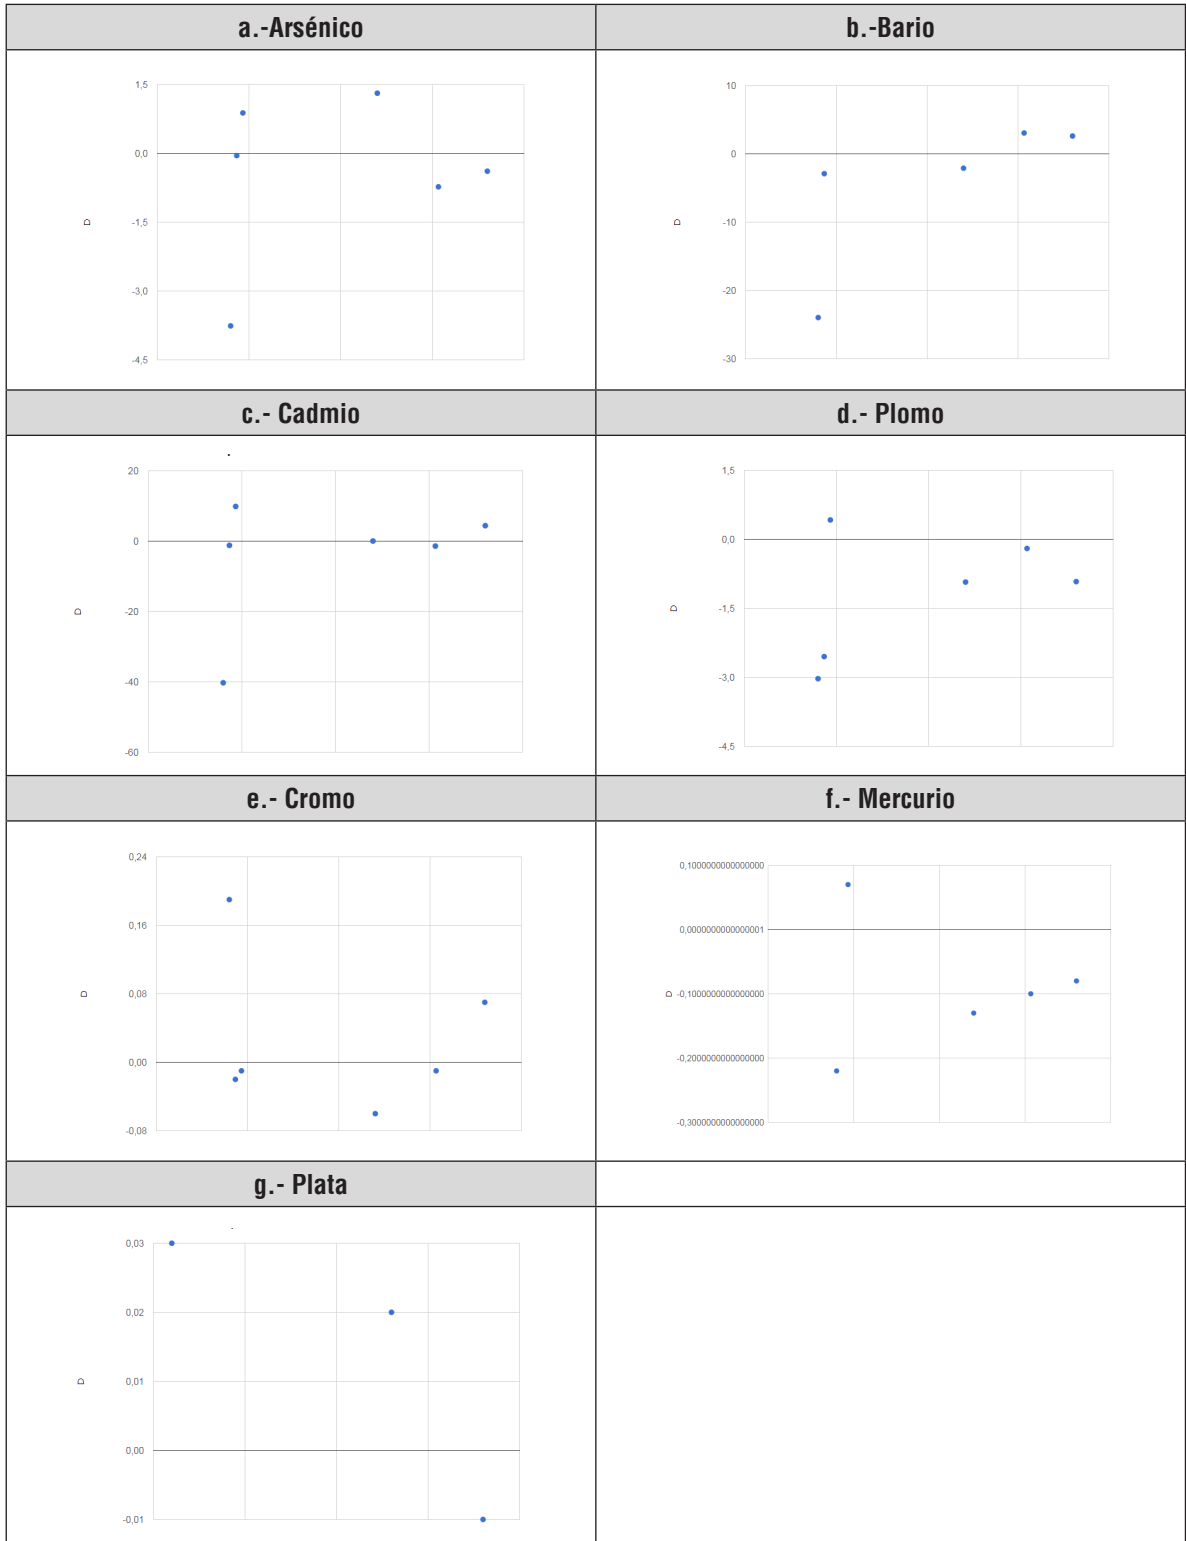 a.-Arsénico
b.-Bario
1,5
0,0
-1,5
-3,0
-4,5
D
10
0
-10
-20
-30
D
c.- Cadmio
d.- Plomo
20
0
-20
-40
-60
D
1,5
0,0
-1,5
-3,0
-4,5
D
e.- Cromo
f.- Mercurio
0,24
0,16
0,08
0,00
-0,08
D
0,1000000000000000
0,0000000000000001
-0,1000000000000000
-0,2000000000000000
-0,3000000000000000
D
g.- Plata
0,03
0,02
0,01
0,00
-0,01
D